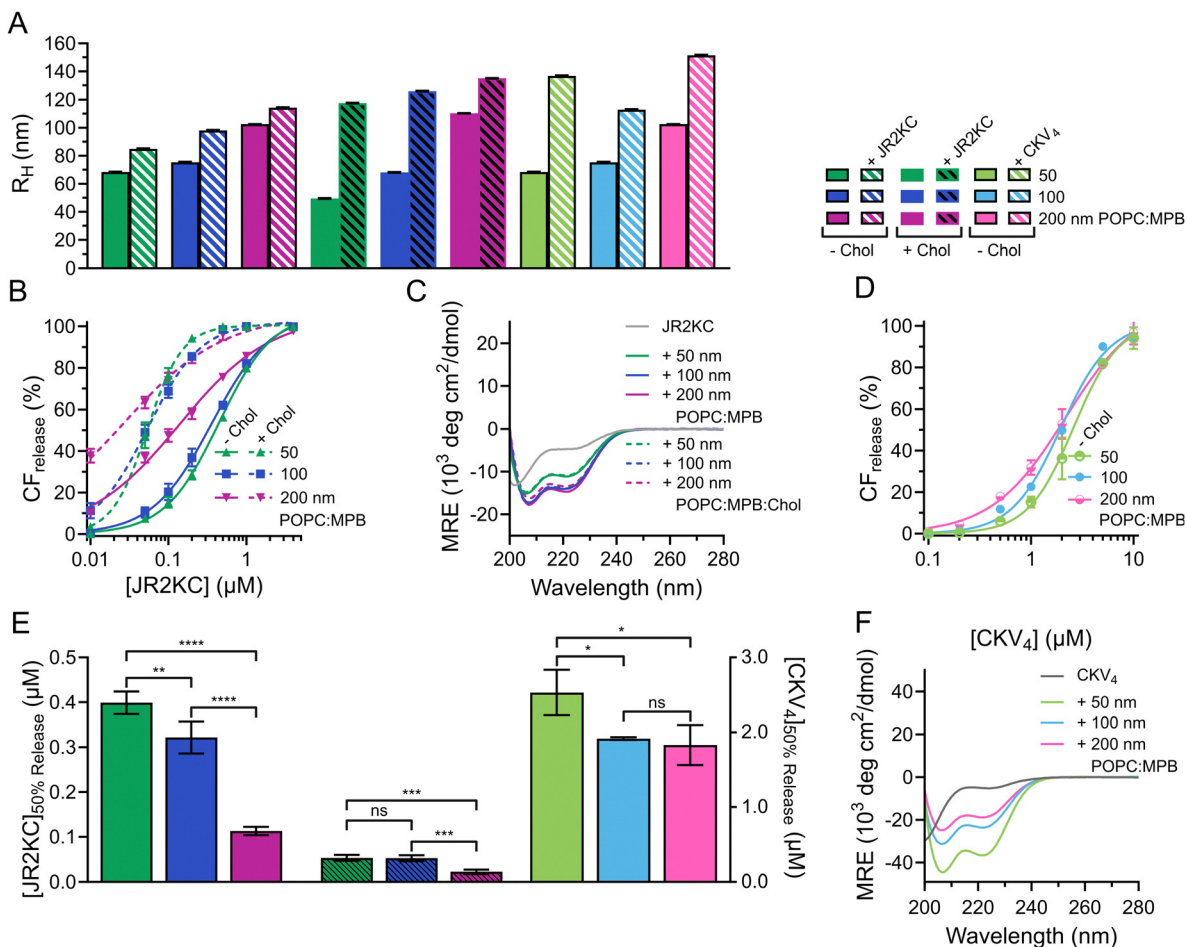 A
R_H (nm)
160
140
120
100
80
60
40
20
0
+ JR2KC
+ JR2KC
+ CKV₄
50
100
200 nm POPC:MPB
- Chol
+ Chol
- Chol
B
CF_release (%)
100
80
60
40
20
0
- Chol
+ Chol
50
100
200 nm
POPC:MPB
0.01
0.1
1
[JR2KC] (µM)
C
MRE (10³ deg cm²/dmol)
20
10
0
-10
-20
JR2KC
+ 50 nm
+ 100 nm
+ 200 nm
POPC:MPB
+ 50 nm
+ 100 nm
+ 200 nm
POPC:MPB:Chol
200
220
240
260
280
Wavelength (nm)
D
CF_release (%)
100
80
60
40
20
0
- Chol
50
100
200 nm
POPC:MPB
0.1
1
10
[CKV₄] (µM)
E
[JR2KC]50% Release (µM)
0.5
0.4
0.3
0.2
0.1
0.0
****
**
****
***
ns
***
*
*
ns
3.0
2.0
1.0
0.0
[CKV₄]50% Release
(µM)
F
MRE (10³ deg cm²/dmol)
40
20
0
-20
-40
CKV₄
+ 50 nm
+ 100 nm
+ 200 nm
POPC:MPB
200
220
240
260
280
Wavelength (nm)